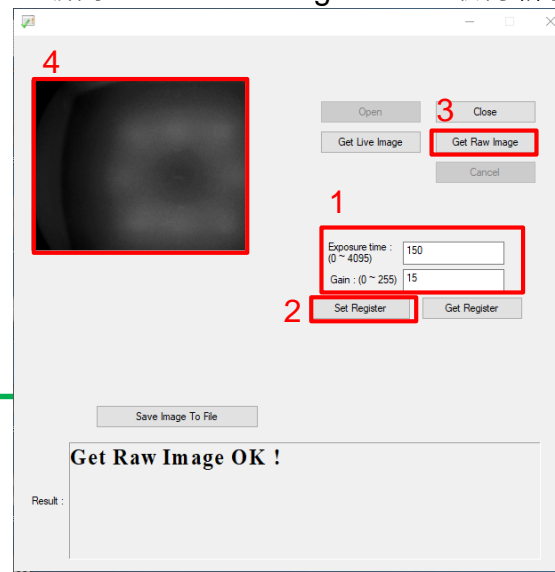 4
Open
3
Close
Get Live Image
Get Raw Image
Cancel
1
Exposure time :
(0 ~ 4095)
150
Gain : (0 ~ 255)
15
2
Set Register
Get Register
Save Image To File
Get Raw Image OK !
Result :